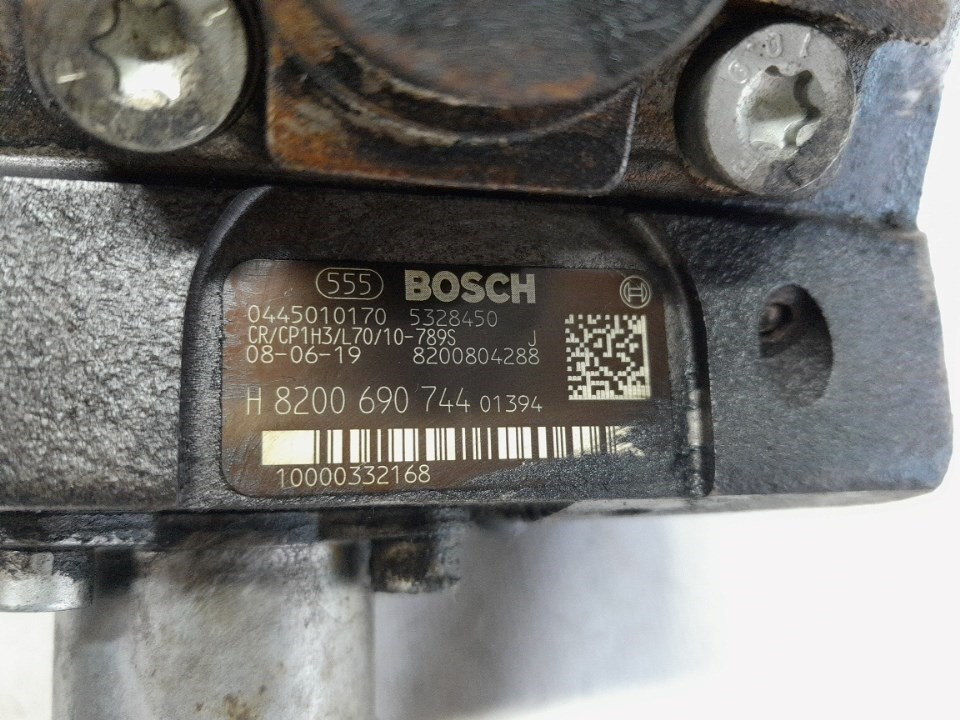 555 BOSCH
0445010170 5328450
CR/CP1H3/L70/10-789S J
08-06-19 8200804288
H 8200 690 744 01394
10000332168